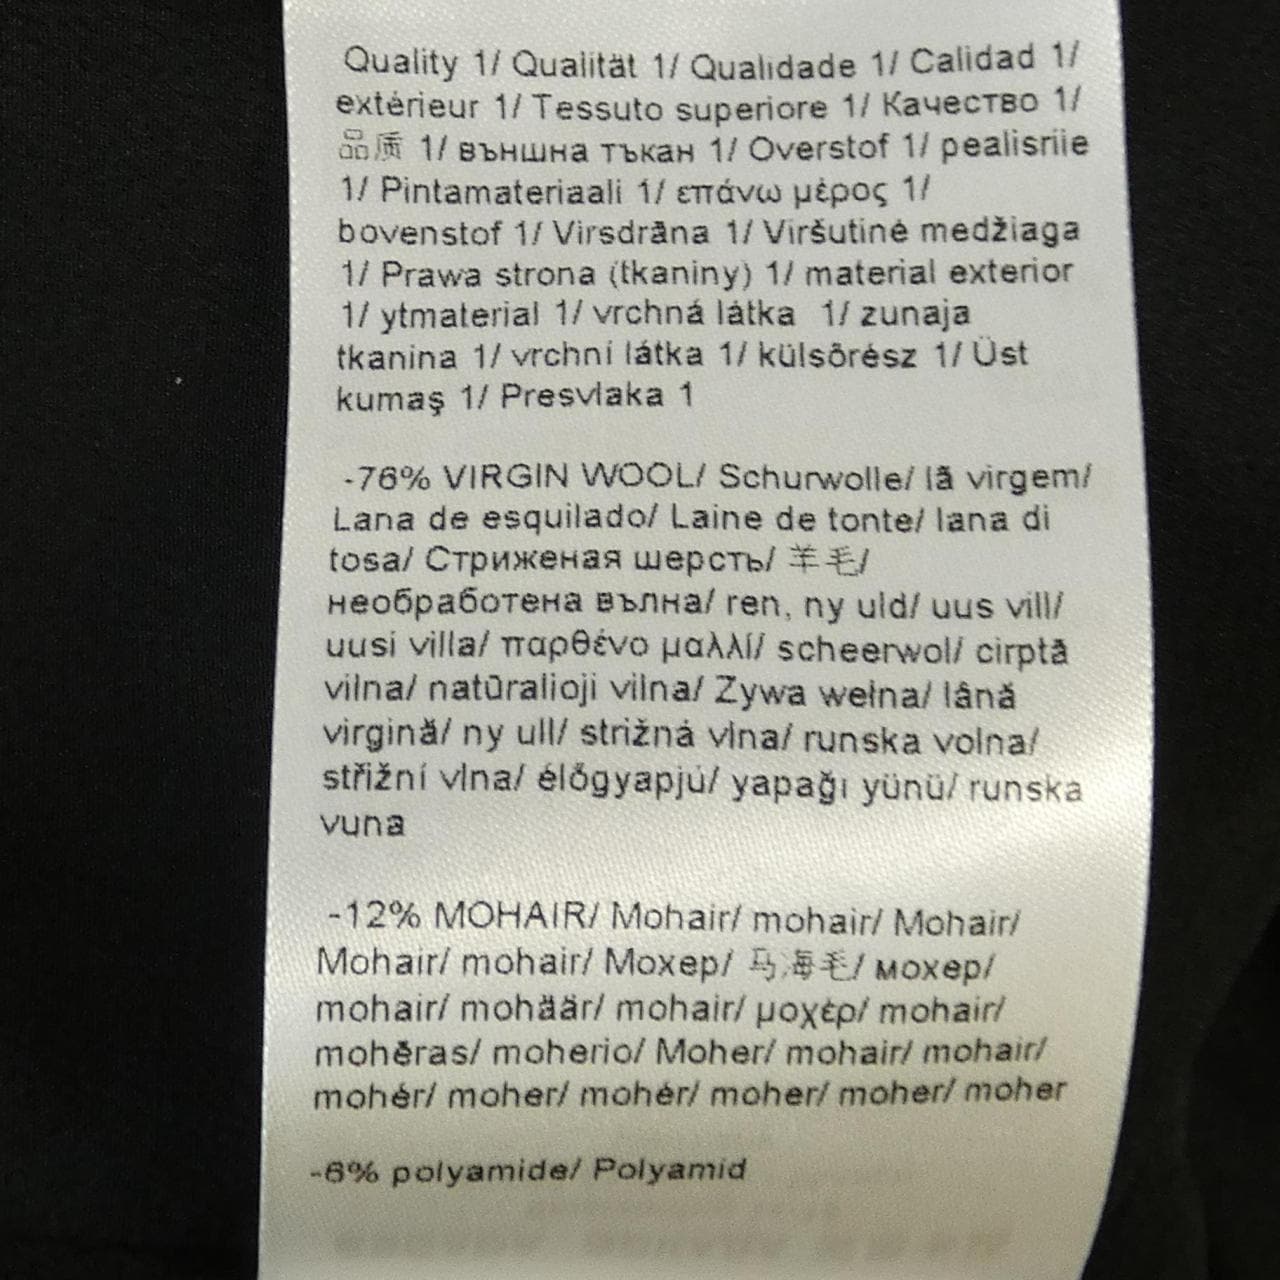 Quality 1/ Qualität 1/ Qualidade 1/ Calidad 1/
extérieur 1/ Tessuto superiore 1/ Качество 1/
品质 1/ външна тъкан 1/ Overstof 1/ pealisriie
1/ Pintamateriaali 1/ επάνω μέρος 1/
bovenstof 1/ Virsdrāna 1/ Viršutinė medžiaga
1/ Prawa strona (tkaniny) 1/ material exterior
1/ ytmaterial 1/ vrchná látka 1/ zunaja
tkanina 1/ vrchní látka 1/ külsőrész 1/ Üst
kumaş 1/ Presvlaka 1
-76% VIRGIN WOOL/ Schurwolle/ lã virgem/
Lana de esquilado/ Laine de tonte/ lana di
tosa/ Стриженая шерсть/ 羊毛/
необработена вълна/ ren, ny uld/ uus vill/
uusi villa/ παρθένο μαλλί/ scheerwol/ cirptā
vilna/ natūralioji vilna/ Żywa wełna/ lână
virgină/ ny ull/ strižná vlna/ runska volna/
střižní vlna/ élőgyapjú/ yapağı yünü/ runska
vuna
-12% MOHAIR/ Mohair/ mohair/ Mohair/
Mohair/ mohair/ Мохер/ 马海毛/ мохер/
mohair/ mohäär/ mohair/ μοχέρ/ mohair/
mohēras/ moherio/ Moher/ mohair/ mohair/
mohér/ moher/ mohér/ moher/ moher/ moher
-6% polyamide/ Polyamid